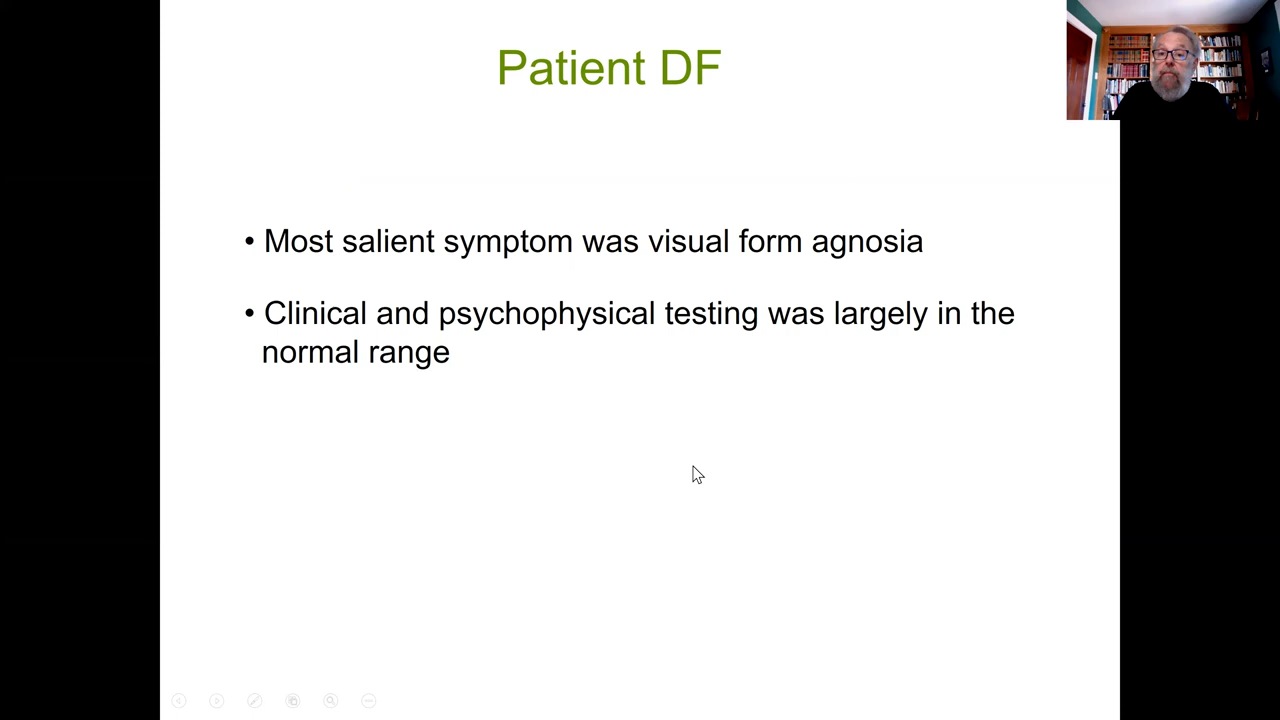 Patient DF
• Most salient symptom was visual form agnosia
• Clinical and psychophysical testing was largely in the
normal range